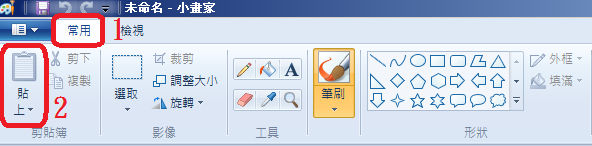 未命名 - 小畫家
常用 1 檢視
貼上 2
剪下
複製
剪貼簿
選取
裁剪
調整大小
旋轉
影像
A
工具
筆刷
形狀
外框
填滿